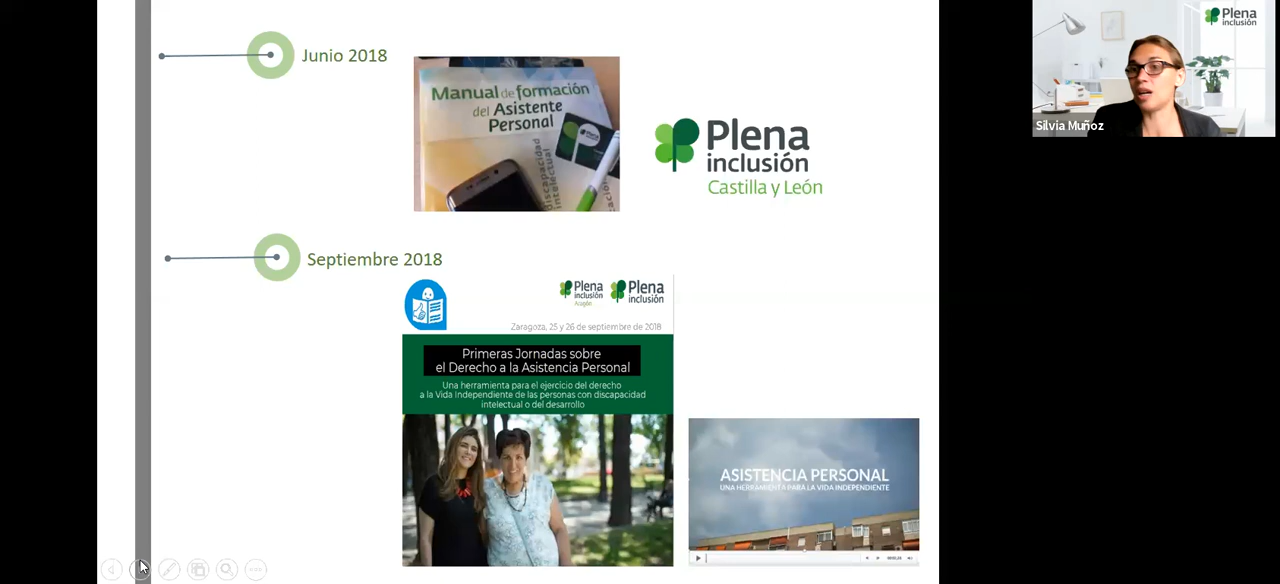 Junio 2018
Manual de formación
del Asistente
Personal
discapacidad
intelectual
Plena
inclusión
Castilla y León
Plena
inclusión
Silvia Muñoz
Septiembre 2018
Plena
inclusión
Aragón
Plena
inclusión
Zaragoza, 25 y 26 de septiembre de 2018
Primeras Jornadas sobre
el Derecho a la Asistencia Personal
Una herramienta para el ejercicio del derecho
a la Vida Independiente de las personas con discapacidad
intelectual o del desarrollo
ASISTENCIA PERSONAL
UNA HERRAMIENTA PARA LA VIDA INDEPENDIENTE